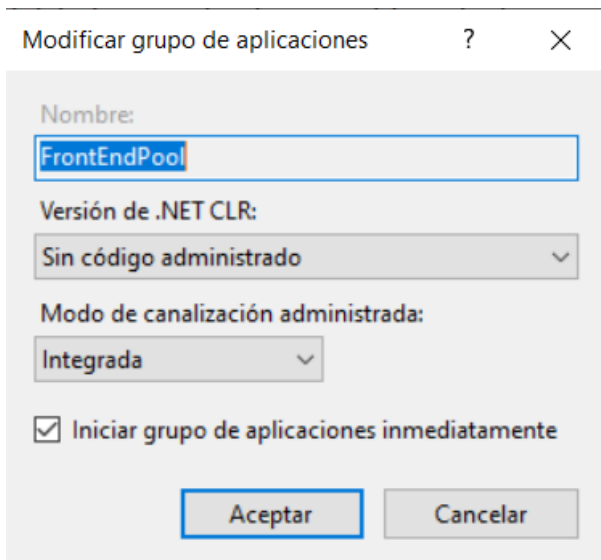 Modificar grupo de aplicaciones ?
Nombre:
FrontEndPool
Versión de .NET CLR:
Sin código administrado
Modo de canalización administrada:
Integrada
Iniciar grupo de aplicaciones inmediatamente
Aceptar Cancelar